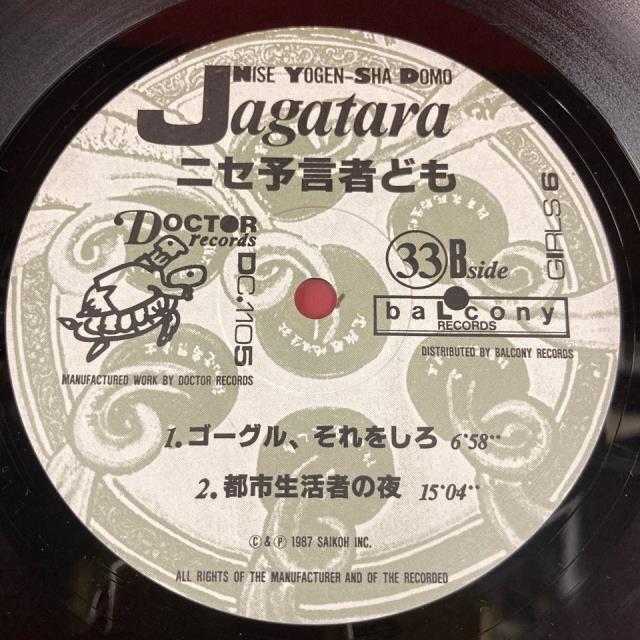 NISE YOGEN-SHA DOMO
Jagatara
ニセ予言者ども
DOCTOR
records
DC.1105
33 B side
GIRLS 6
baLcony
RECORDS
MANUFACTURED WORK BY DOCTOR RECORDS
DISTRIBUTED BY BALCONY RECORDS
1. ゴーグル、それをしろ 6'58''
2. 都市生活者の夜 15'04''
© & ℗ 1987 SAIKOH INC.
ALL RIGHTS OF THE MANUFACTURER AND OF THE RECORDED